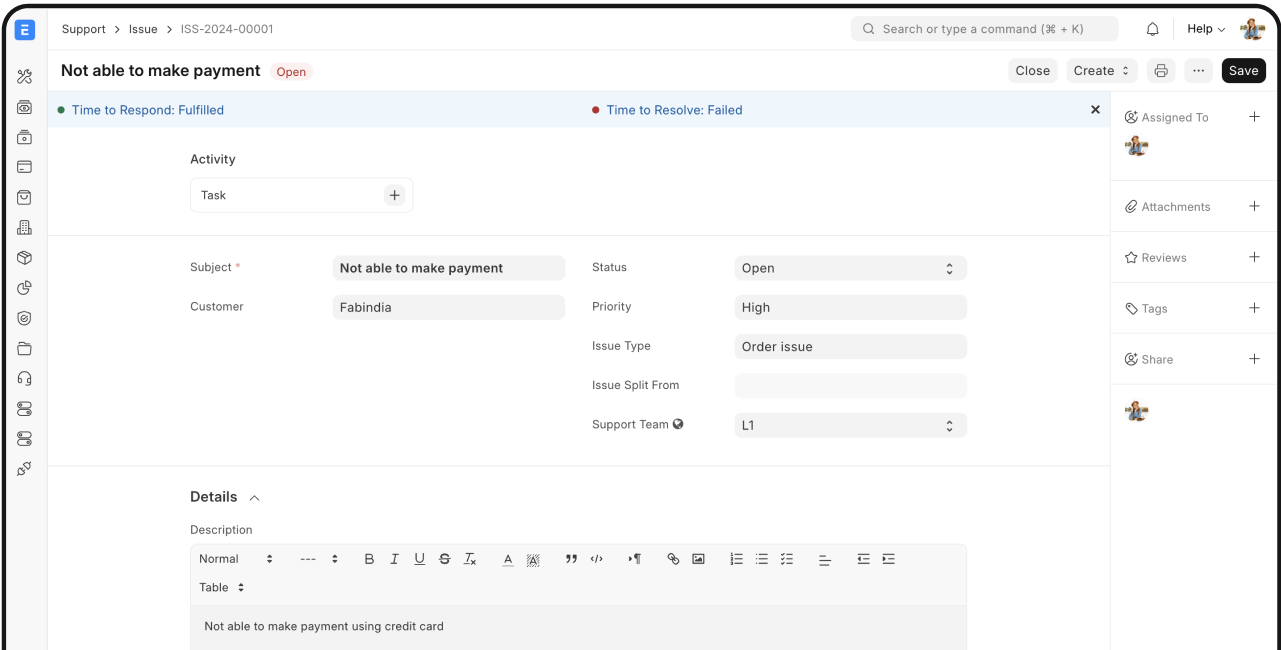 E Support > Issue > ISS-2024-00001 Search or type a command (⌘ + K) Help
Not able to make payment Open Close Create ··· Save
Time to Respond: Fulfilled Time to Resolve: Failed ×
Assigned To +
Activity
Task +
Attachments +
Subject * Not able to make payment Status Open
Reviews +
Customer Fabindia Priority High
Tags +
Issue Type Order issue
Share +
Issue Split From
Support Team L1
Details
Description
Normal --- B I U S Tx A A ” </> ¶
Table
Not able to make payment using credit card